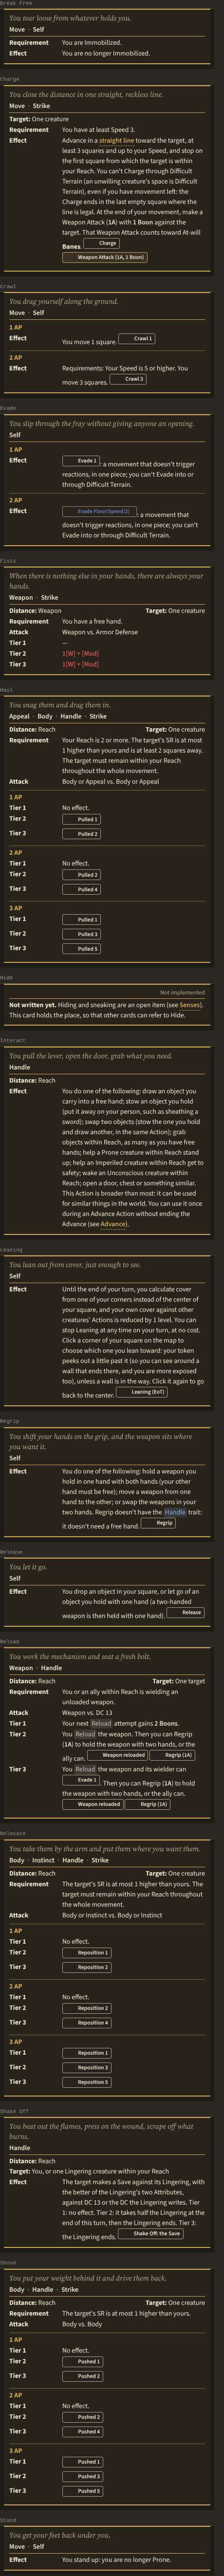 Break Free
You tear loose from whatever holds you.
Move · Self
Requirement You are Immobilized.
Effect You are no longer Immobilized.
Charge
You close the distance in one straight, reckless line.
Move · Strike
Target: One creature
Requirement You have at least Speed 3.
Effect Advance in a straight line toward the target, at
least 3 squares and up to your Speed, and stop on
the first square from which the target is within
your Reach. You can't Charge through Difficult
Terrain (an unwilling creature's space is Difficult
Terrain), even if you have movement left: the
Charge ends in the last empty square where the
line is legal. At the end of your movement, make a
Weapon Attack (1A) with 1 Boon against the
target. That Weapon Attack counts toward At-will
Banes. Charge
Weapon Attack (1A, 1 Boon)
Crawl
You drag yourself along the ground.
Move · Self
1 AP
Effect You move 1 square. Crawl 1
2 AP
Effect Requirements: Your Speed is 5 or higher. You
move 3 squares. Crawl 3
Evade
You slip through the fray without giving anyone an opening.
Self
1 AP
Effect Evade 1 : a movement that doesn't trigger
reactions, in one piece; you can't Evade into or
through Difficult Terrain.
2 AP
Effect Evade Floor(Speed/2) : a movement that
doesn't trigger reactions, in one piece; you can't
Evade into or through Difficult Terrain.
Fists
When there is nothing else in your hands, there are always your
hands.
Weapon · Strike
Distance: Weapon Target: One creature
Requirement You have a free hand.
Attack Weapon vs. Armor Defense
Tier 1 —
Tier 2 1[W] + [Mod]
Tier 3 1[W] + [Mod]
Haul
You snag them and drag them in.
Appeal · Body · Handle · Strike
Distance: Reach Target: One creature
Requirement Your Reach is 2 or more. The target's SR is at most
1 higher than yours and is at least 2 squares away.
The target must remain within your Reach
throughout the whole movement.
Attack Body or Appeal vs. Body or Appeal
1 AP
Tier 1 No effect.
Tier 2 Pulled 1
Tier 3 Pulled 2
2 AP
Tier 1 No effect.
Tier 2 Pulled 2
Tier 3 Pulled 4
3 AP
Tier 1 Pulled 1
Tier 2 Pulled 3
Tier 3 Pulled 5
Hide
Not implemented
Not written yet. Hiding and sneaking are an open item (see Senses).
This card holds the place, so that other cards can refer to Hide.
Interact
You pull the lever, open the door, grab what you need.
Handle
Distance: Reach
Effect You do one of the following: draw an object you
carry into a free hand; stow an object you hold
(put it away on your person, such as sheathing a
sword); swap two objects (stow the one you hold
and draw another, in the same Action); grab
objects within Reach, as many as you have free
hands; help a Prone creature within Reach stand
up; help an Imperiled creature within Reach get to
safety; wake an Unconscious creature within
Reach; open a door, chest or something similar.
This Action is broader than most: it can be used
for similar things in the world. You can use it once
during an Advance Action without ending the
Advance (see Advance).
Leaning
You lean out from cover, just enough to see.
Self
Effect Until the end of your turn, you calculate cover
from one of your corners instead of the center of
your square, and your own cover against other
creatures' Actions is reduced by 1 level. You can
stop Leaning at any time on your turn, at no cost.
Click a corner of your square on the map to
choose which one you lean toward: your token
peeks out a little past it (so you can see around a
wall that ends there, and you are more exposed
too), unless a wall is in the way. Click it again to go
back to the center. Leaning (EoT)
Regrip
You shift your hands on the grip, and the weapon sits where
you want it.
Self
Effect You do one of the following: hold a weapon you
hold in one hand with both hands (your other
hand must be free); move a weapon from one
hand to the other; or swap the weapons in your
two hands. Regrip doesn't have the Handle trait:
it doesn't need a free hand. Regrip
Release
You let it go.
Self
Effect You drop an object in your square, or let go of an
object you hold with one hand (a two-handed
weapon is then held with one hand). Release
Reload
You work the mechanism and seat a fresh bolt.
Weapon · Handle
Distance: Reach Target: One target
Requirement You or an ally within Reach is wielding an
unloaded weapon.
Attack Weapon vs. DC 13
Tier 1 Your next Reload attempt gains 2 Boons.
Tier 2 You Reload the weapon. Then you can Regrip
(1A) to hold the weapon with two hands, or the
ally can. Weapon reloaded Regrip (1A)
Tier 3 You Reload the weapon and its wielder can
Evade 1 . Then you can Regrip (1A) to hold
the weapon with two hands, or the ally can.
Weapon reloaded Regrip (1A)
Relocate
You take them by the arm and put them where you want them.
Body · Instinct · Handle · Strike
Distance: Reach Target: One creature
Requirement The target's SR is at most 1 higher than yours. The
target must remain within your Reach throughout
the whole movement.
Attack Body or Instinct vs. Body or Instinct
1 AP
Tier 1 No effect.
Tier 2 Reposition 1
Tier 3 Reposition 2
2 AP
Tier 1 No effect.
Tier 2 Reposition 2
Tier 3 Reposition 4
3 AP
Tier 1 Reposition 1
Tier 2 Reposition 3
Tier 3 Reposition 5
Shake Off
You beat out the flames, press on the wound, scrape off what
burns.
Handle
Distance: Reach
Target: You, or one Lingering creature within your Reach
Effect The target makes a Save against its Lingering, with
the better of the Lingering's two Attributes,
against DC 13 or the DC the Lingering writes. Tier
1: no effect. Tier 2: it takes half the Lingering at the
end of this turn, then the Lingering ends. Tier 3:
the Lingering ends. Shake Off: the Save
Shove
You put your weight behind it and drive them back.
Body · Handle · Strike
Distance: Reach Target: One creature
Requirement The target's SR is at most 1 higher than yours.
Attack Body vs. Body
1 AP
Tier 1 No effect.
Tier 2 Pushed 1
Tier 3 Pushed 2
2 AP
Tier 1 No effect.
Tier 2 Pushed 2
Tier 3 Pushed 4
3 AP
Tier 1 Pushed 1
Tier 2 Pushed 3
Tier 3 Pushed 5
Stand
You get your feet back under you.
Move · Self
Effect You stand up: you are no longer Prone.